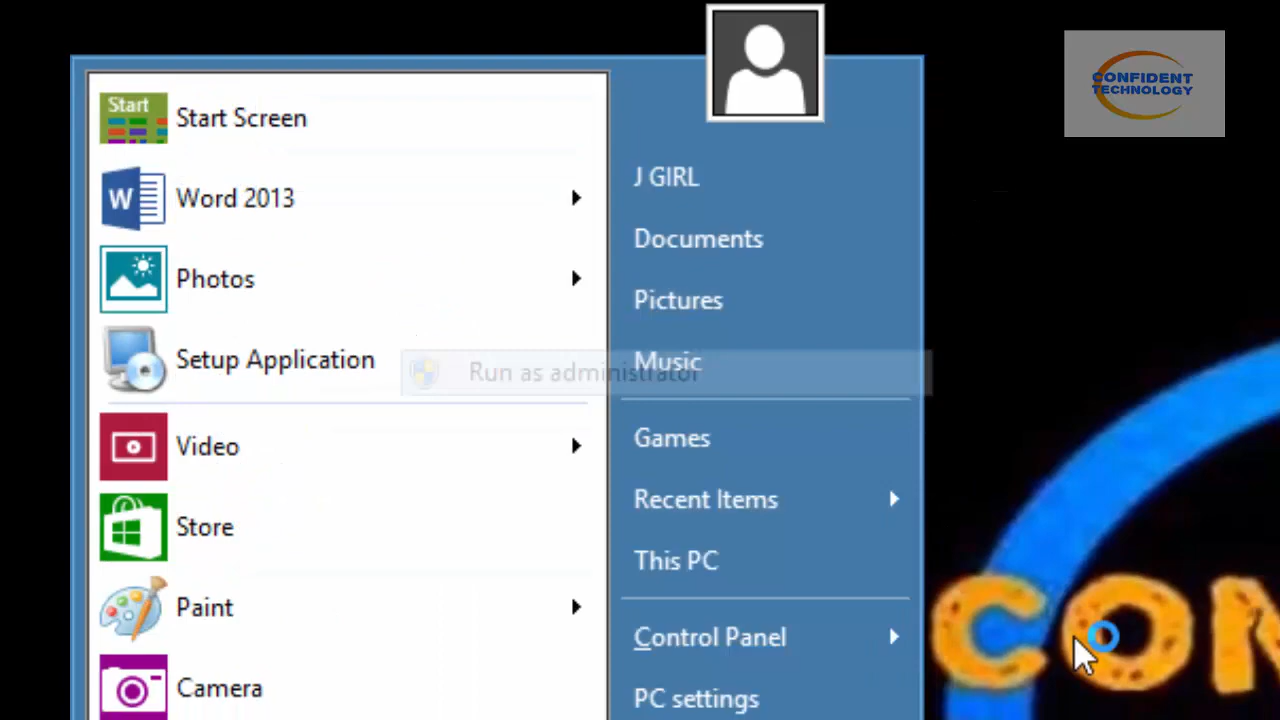 Start
Start Screen
Word 2013
Photos
Setup Application
Video
Store
Paint
Camera
J GIRL
Documents
Pictures
Music
Run as administrator
Games
Recent Items
This PC
Control Panel
PC settings
CONFIDENT
TECHNOLOGY
W
CON